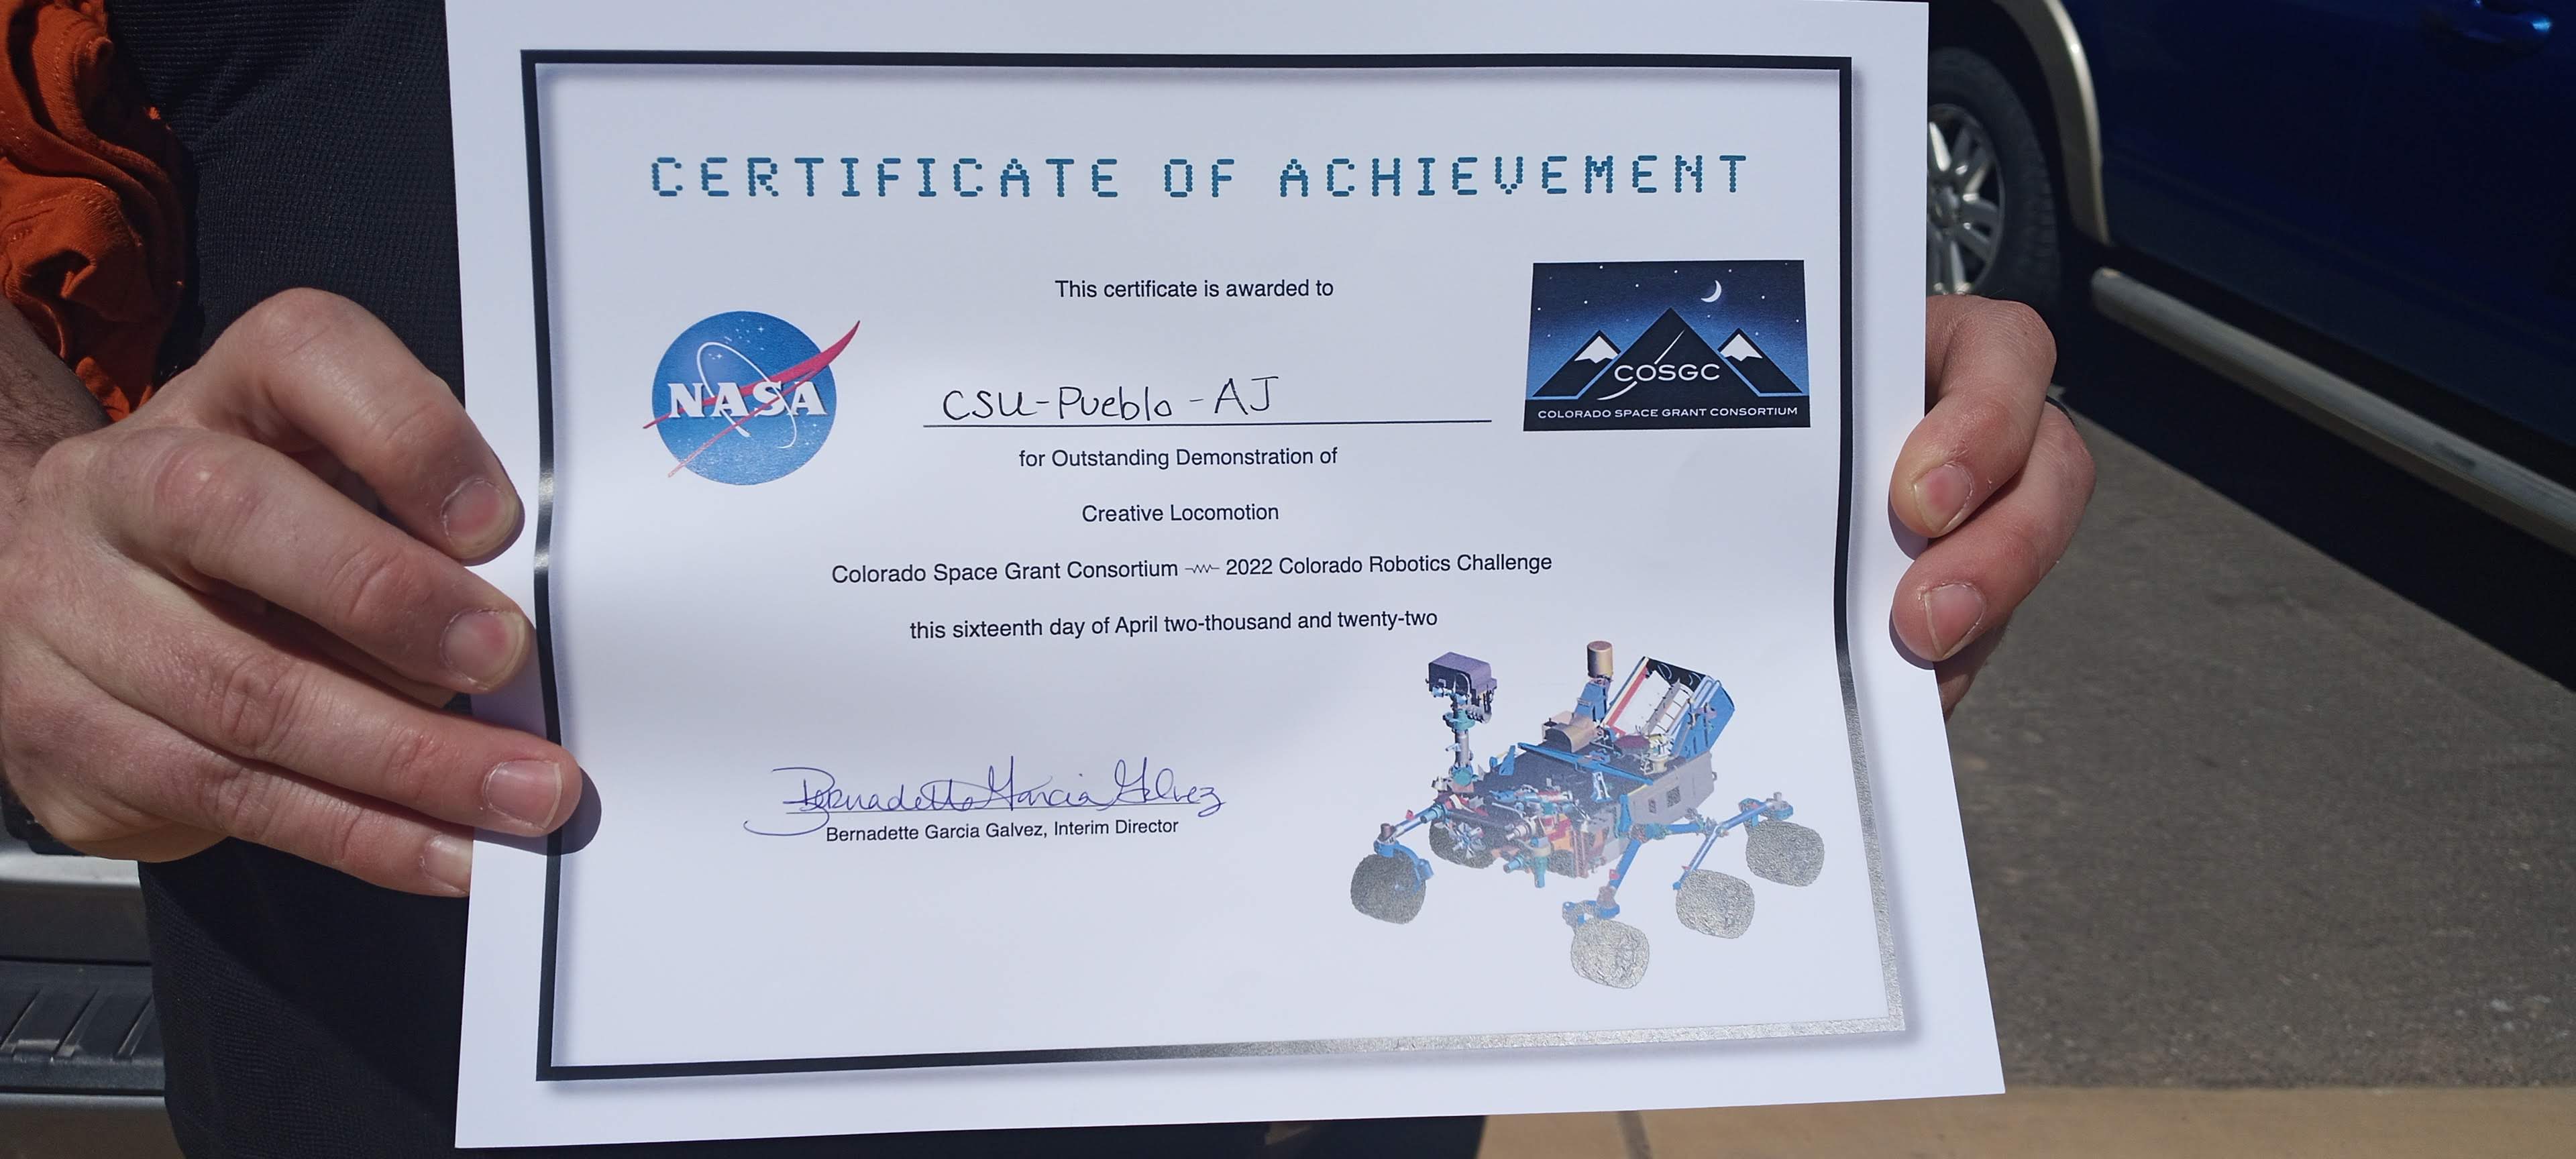 CERTIFICATE OF ACHIEVEMENT
This certificate is awarded to
NASA
COSGC
COLORADO SPACE GRANT CONSORTIUM
CSU-Pueblo-AJ
for Outstanding Demonstration of
Creative Locomotion
Colorado Space Grant Consortium 2022 Colorado Robotics Challenge
this sixteenth day of April two-thousand and twenty-two
Bernadette Garcia Galvez
Bernadette Garcia Galvez, Interim Director